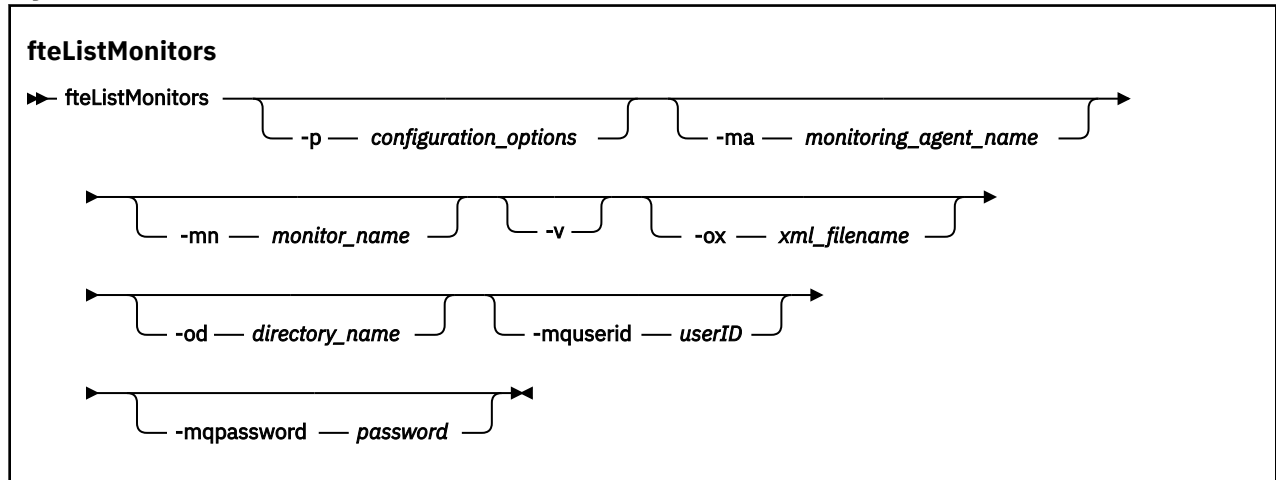 fteListMonitors
fteListMonitors
-p configuration_options -ma monitoring_agent_name
-mn monitor_name -v -ox xml_filename
-od directory_name -mquserid userID
-mqpassword password